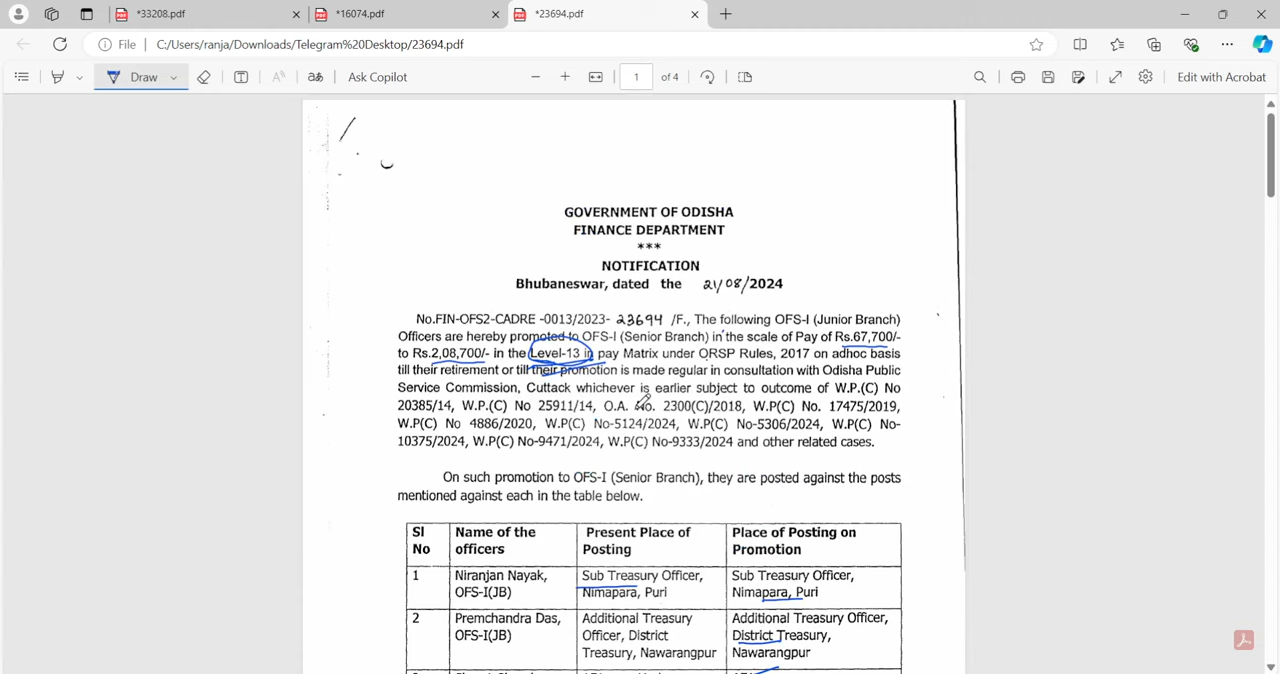 *33208.pdf
*16074.pdf
*23694.pdf
File C:/Users/ranja/Downloads/Telegram%20Desktop/23694.pdf
Draw
Ask Copilot
1 of 4
Edit with Acrobat
GOVERNMENT OF ODISHA
FINANCE DEPARTMENT
***
NOTIFICATION
Bhubaneswar, dated the 21/08/2024
No.FIN-OFS2-CADRE -0013/2023- 23694 /F., The following OFS-I (Junior Branch)
Officers are hereby promoted to OFS-I (Senior Branch) in the scale of Pay of Rs.67,700/-
to Rs.2,08,700/- in the Level-13 in pay Matrix under ORSP Rules, 2017 on adhoc basis
till their retirement or till their promotion is made regular in consultation with Odisha Public
Service Commission, Cuttack whichever is earlier subject to outcome of W.P.(C) No
20385/14, W.P.(C) No 25911/14, O.A. No. 2300(C)/2018, W.P(C) No. 17475/2019,
W.P(C) No 4886/2020, W.P(C) No-5124/2024, W.P(C) No-5306/2024, W.P(C) No-
10375/2024, W.P(C) No-9471/2024, W.P(C) No-9333/2024 and other related cases.
On such promotion to OFS-I (Senior Branch), they are posted against the posts
mentioned against each in the table below.
Sl No Name of the officers Present Place of Posting Place of Posting on Promotion
1 Niranjan Nayak, OFS-I(JB) Sub Treasury Officer, Nimapara, Puri Sub Treasury Officer, Nimapara, Puri
2 Premchandra Das, OFS-I(JB) Additional Treasury Officer, District Treasury, Nawarangpur Additional Treasury Officer, District Treasury, Nawarangpur